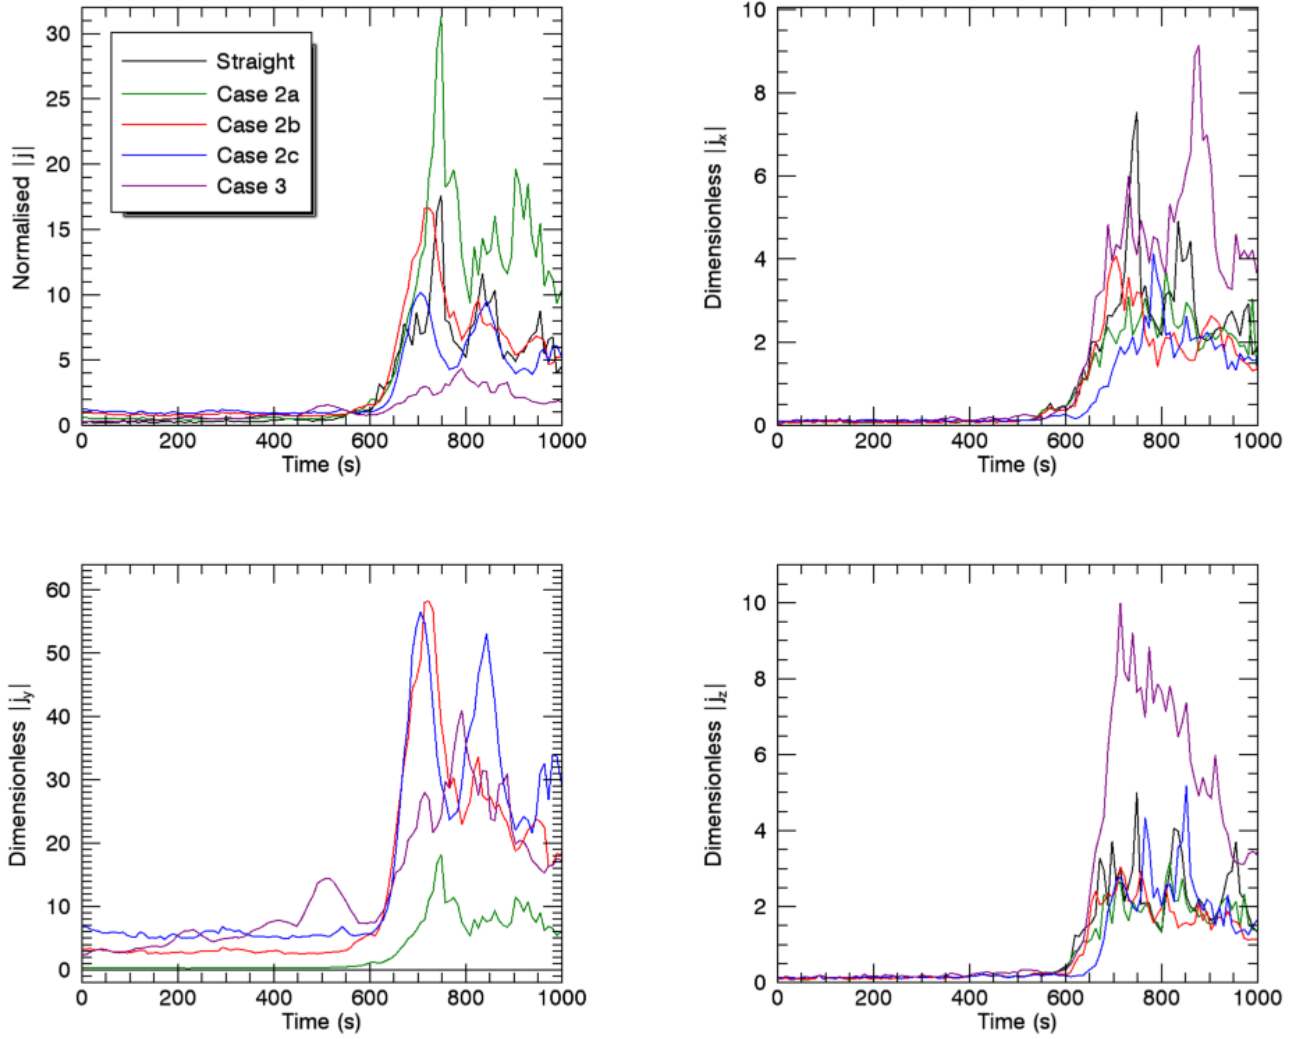 30
25
20
15
10
5
0
Normalised |j|
Straight
Case 2a
Case 2b
Case 2c
Case 3
0 200 400 600 800 1000
Time (s)
10
8
6
4
2
0
Dimensionless |jx|
0 200 400 600 800 1000
Time (s)
60
50
40
30
20
10
0
Dimensionless |jy|
0 200 400 600 800 1000
Time (s)
10
8
6
4
2
0
Dimensionless |jz|
0 200 400 600 800 1000
Time (s)